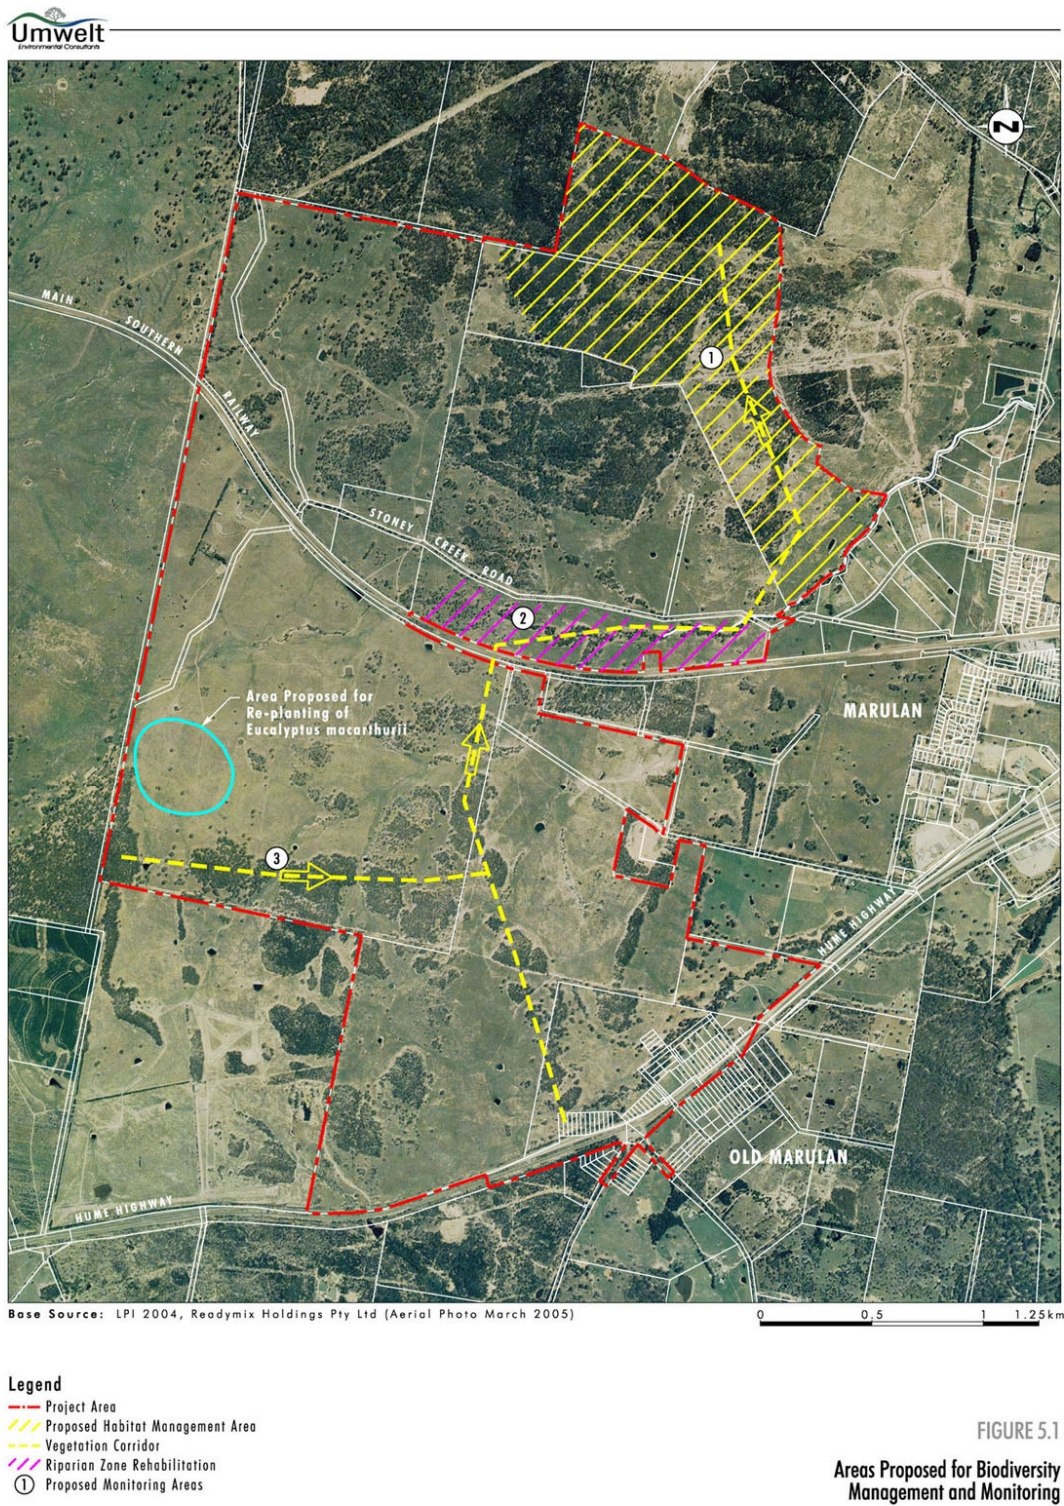 Umwelt
Environmental Consultants
N
MAIN
SOUTHERN
RAILWAY
1
STONEY
CREEK
ROAD
2
Area Proposed for
Re-planting of
Eucalyptus macarthurii
MARULAN
3
HUME HIGHWAY
OLD MARULAN
HUME HIGHWAY
Base Source: LPI 2004, Readymix Holdings Pty Ltd (Aerial Photo March 2005)
0 0.5 1 1.25km
Legend
Project Area
Proposed Habitat Management Area
Vegetation Corridor
Riparian Zone Rehabilitation
1 Proposed Monitoring Areas
FIGURE 5.1
Areas Proposed for Biodiversity
Management and Monitoring